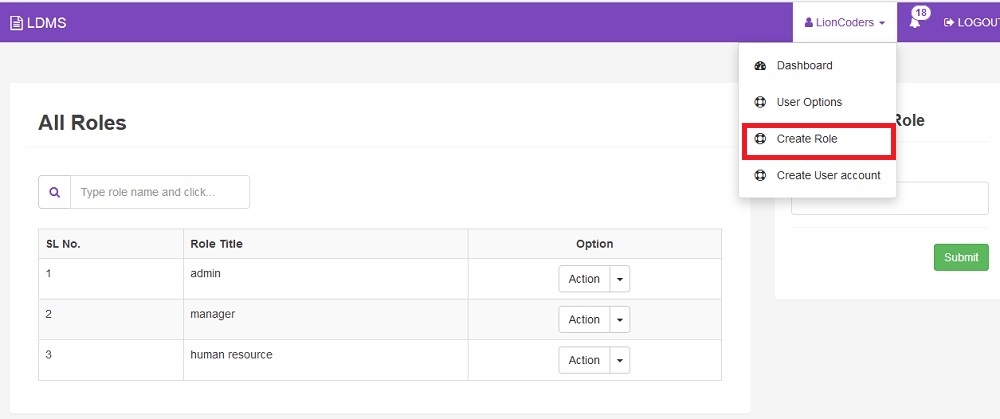 LDMS
LionCoders
18
LOGOUT
Dashboard
User Options
Create Role
Create User account
All Roles
Role
Type role name and click...
SL No. Role Title Option
1 admin Action
2 manager Action
3 human resource Action
Submit